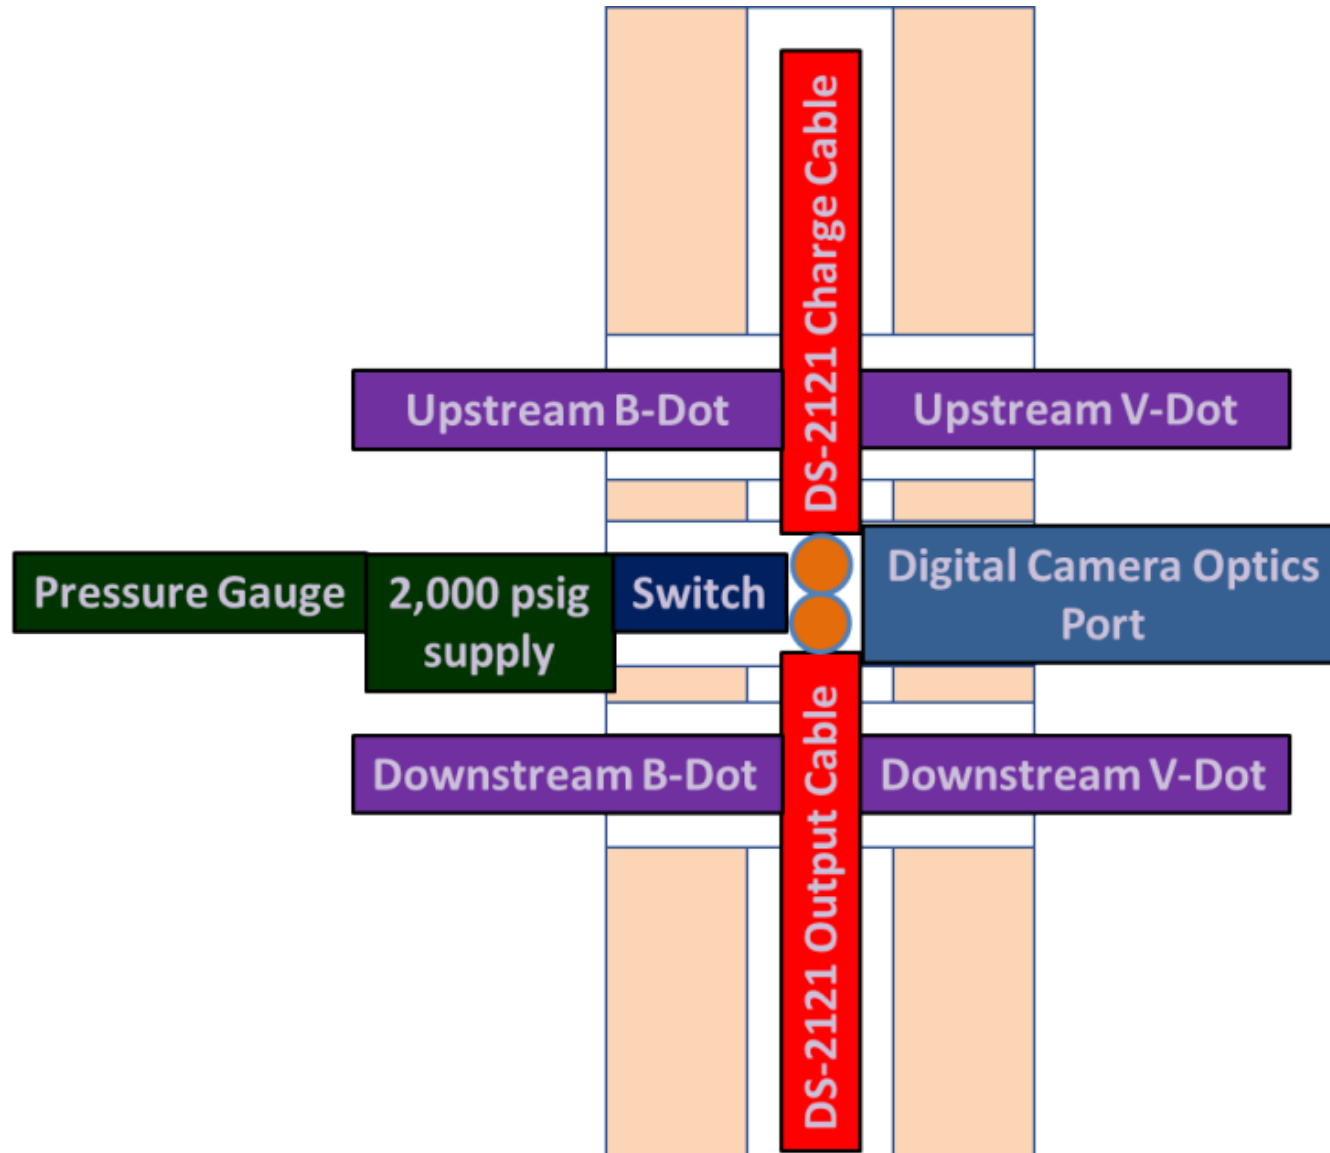 DS-2121 Charge Cable
Upstream B-Dot
Upstream V-Dot
Pressure Gauge
2,000 psig
supply
Switch
Digital Camera Optics
Port
Downstream B-Dot
Downstream V-Dot
DS-2121 Output Cable